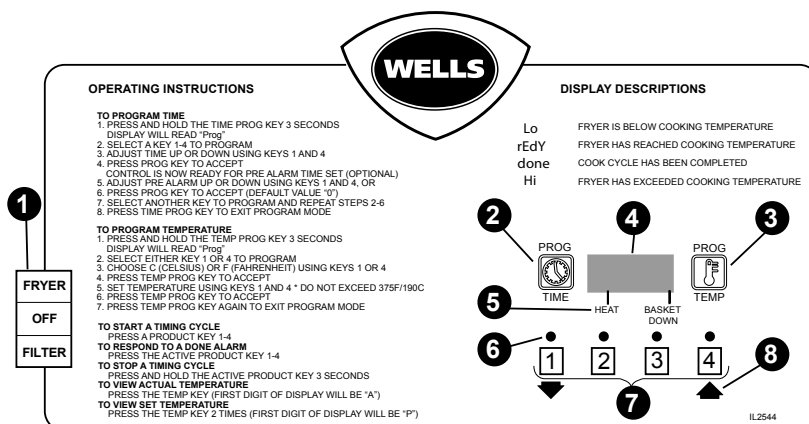 WELLS
OPERATING INSTRUCTIONS
TO PROGRAM TIME
1. PRESS AND HOLD THE TIME PROG KEY 3 SECONDS
DISPLAY WILL READ "Prog"
2. SELECT A KEY 1-4 TO PROGRAM
3. ADJUST TIME UP OR DOWN USING KEYS 1 AND 4
4. PRESS PROG KEY TO ACCEPT
CONTROL IS NOW READY FOR PRE ALARM TIME SET (OPTIONAL)
5. ADJUST PRE ALARM UP OR DOWN USING KEYS 1 AND 4, OR
6. PRESS PROG KEY TO ACCEPT (DEFAULT VALUE "0")
7. SELECT ANOTHER KEY TO PROGRAM AND REPEAT STEPS 2-6
8. PRESS TIME PROG KEY TO EXIT PROGRAM MODE
TO PROGRAM TEMPERATURE
1. PRESS AND HOLD THE TEMP PROG KEY 3 SECONDS
DISPLAY WILL READ "Prog"
2. SELECT EITHER KEY 1 OR 4 TO PROGRAM
3. CHOOSE C (CELSIUS) OR F (FAHRENHEIT) USING KEYS 1 OR 4
4. PRESS TEMP PROG KEY TO ACCEPT
5. SET TEMPERATURE USING KEYS 1 AND 4 * DO NOT EXCEED 375F/190C
6. PRESS TEMP PROG KEY TO ACCEPT
7. PRESS TEMP PROG KEY AGAIN TO EXIT PROGRAM MODE
TO START A TIMING CYCLE
PRESS A PRODUCT KEY 1-4
TO RESPOND TO A DONE ALARM
PRESS THE ACTIVE PRODUCT KEY 1-4
TO STOP A TIMING CYCLE
PRESS AND HOLD THE ACTIVE PRODUCT KEY 3 SECONDS
TO VIEW ACTUAL TEMPERATURE
PRESS THE TEMP KEY (FIRST DIGIT OF DISPLAY WILL BE "A")
TO VIEW SET TEMPERATURE
PRESS THE TEMP KEY 2 TIMES (FIRST DIGIT OF DISPLAY WILL BE "P")
1
FRYER
OFF
FILTER
DISPLAY DESCRIPTIONS
Lo FRYER IS BELOW COOKING TEMPERATURE
rEdY FRYER HAS REACHED COOKING TEMPERATURE
done COOK CYCLE HAS BEEN COMPLETED
Hi FRYER HAS EXCEEDED COOKING TEMPERATURE
2 4 3
PROG PROG
TIME TEMP
5 HEAT BASKET DOWN
6
1 2 3 4
8
7
IL2544